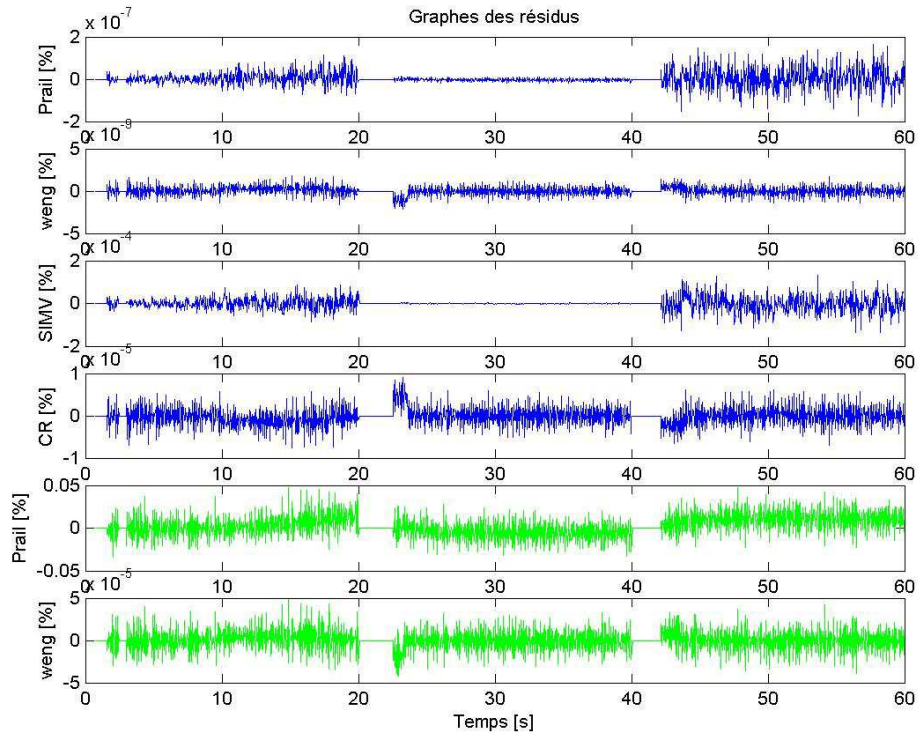 Graphes des résidus
x 10-7
2
0
-2
Prail [%]
0 10 20 30 40 50 60
x 10-9
5
0
-5
weng [%]
0 10 20 30 40 50 60
x 10-4
2
0
-2
SIMV [%]
0 10 20 30 40 50 60
x 10-5
1
0
-1
CR [%]
0 10 20 30 40 50 60
0.05
0
-0.05
Prail [%]
0 10 20 30 40 50 60
x 10-5
5
0
-5
weng [%]
0 10 20 30 40 50 60
Temps [s]